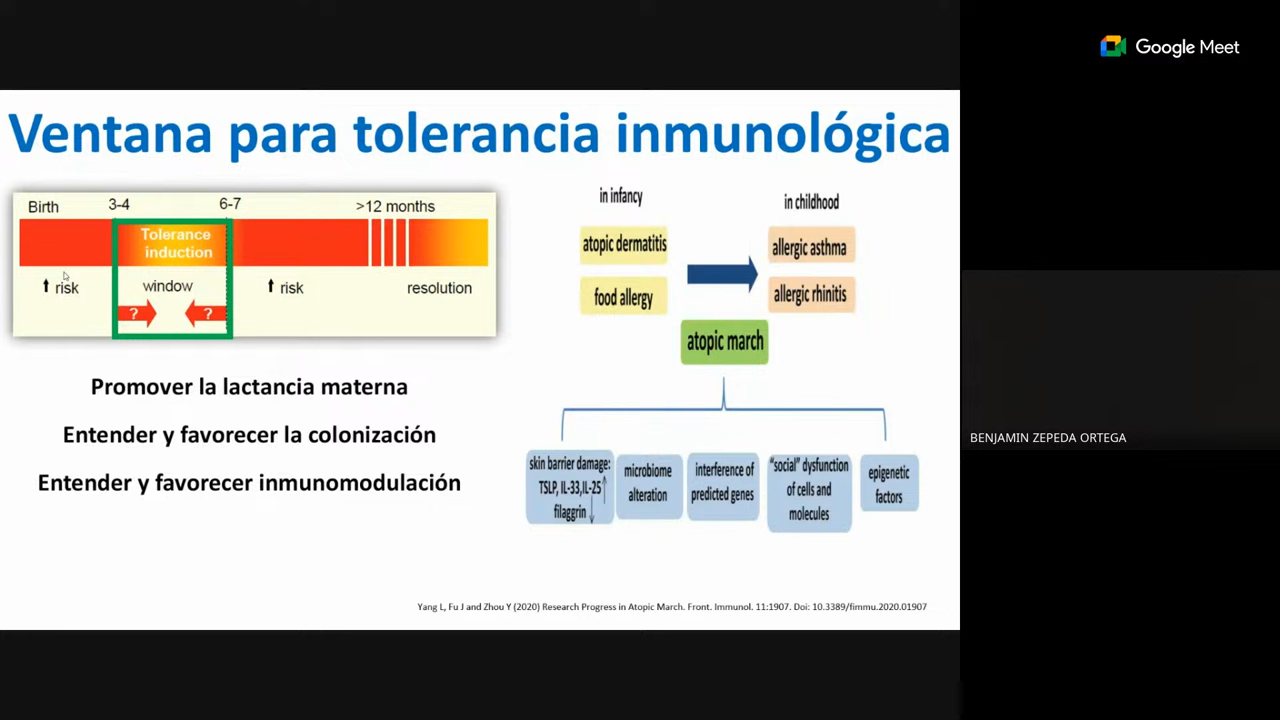 Google Meet
Ventana para tolerancia inmunológica
Birth 3-4 6-7 >12 months
Tolerance
induction
risk window risk resolution
? ?
Promover la lactancia materna
Entender y favorecer la colonización
Entender y favorecer inmunomodulación
in infancy
in childhood
atopic dermatitis
allergic asthma
food allergy
allergic rhinitis
atopic march
skin barrier damage:
TSLP, IL-33,IL-25
filaggrin
microbiome
alteration
interference of
predicted genes
"social" dysfunction
of cells and
molecules
epigenetic
factors
Yang L, Fu J and Zhou Y (2020) Research Progress in Atopic March. Front. Immunol. 11:1907. Doi: 10.3389/fimmu.2020.01907
BENJAMIN ZEPEDA ORTEGA